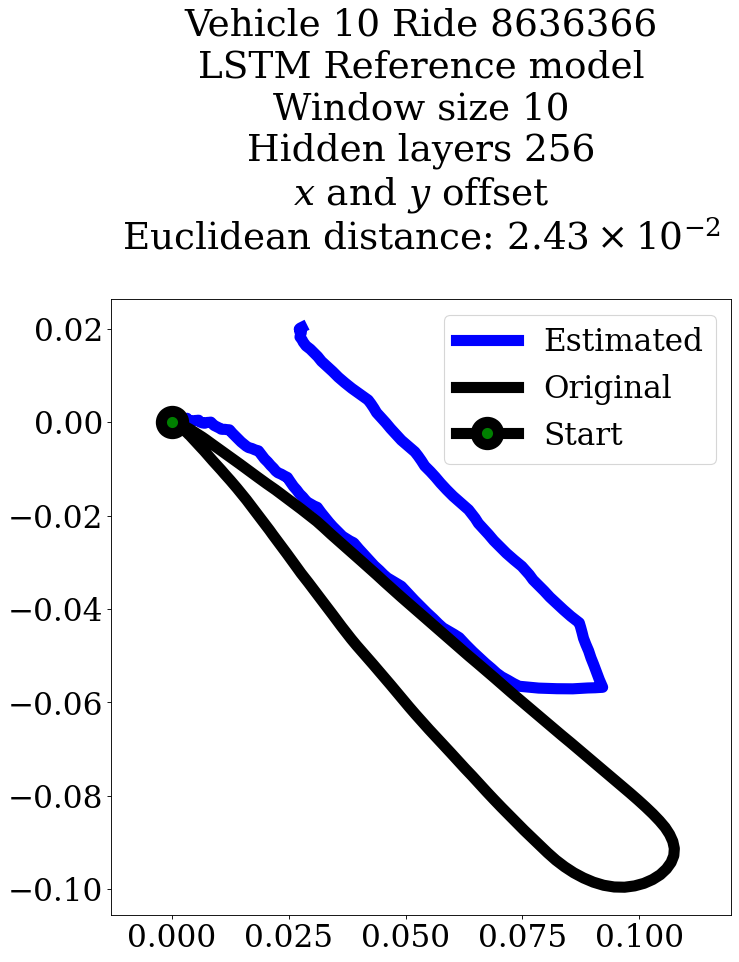 Vehicle 10 Ride 8636366
LSTM Reference model
Window size 10
Hidden layers 256
x and y offset
Euclidean distance: 2.43 × 10⁻²
Estimated
Original
Start
0.02
0.00
−0.02
−0.04
−0.06
−0.08
−0.10
0.000 0.025 0.050 0.075 0.100